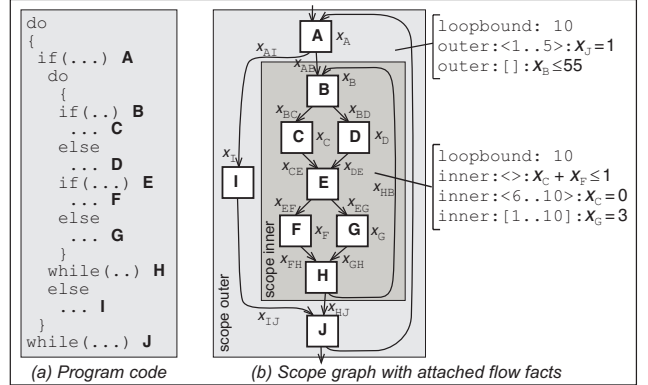 do
{
if(...) A
do
{
if(..) B
... C
else
... D
if(...) E
... F
else
... G
}
while(..) H
else
... I
}
while(...) J
(a) Program code
A
x_A
x_AI
x_AB
B
x_B
x_BC
x_BD
C
x_C
D
x_D
x_I
I
x_CE
x_DE
E
x_HB
x_EF
x_EG
F
x_F
G
x_G
x_FH
x_GH
H
x_HJ
x_IJ
J
scope inner
scope outer
loopbound: 10
outer:<1..5>:x_J=1
outer:[]:x_B≤55
loopbound: 10
inner:<>:x_C + x_F≤1
inner:<6..10>:x_C=0
inner:[1..10]:x_G=3
(b) Scope graph with attached flow facts